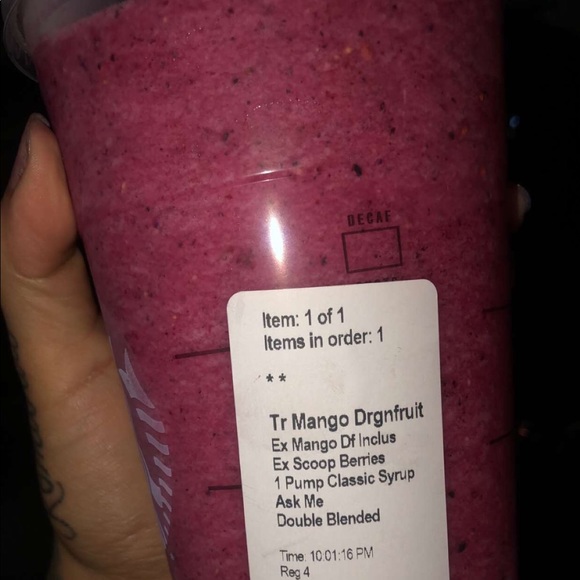 DECAF
Item: 1 of 1
Items in order: 1
* *
Tr Mango Drgnfruit
Ex Mango Df Inclus
Ex Scoop Berries
1 Pump Classic Syrup
Ask Me
Double Blended
Time: 10:01:16 PM
Reg 4